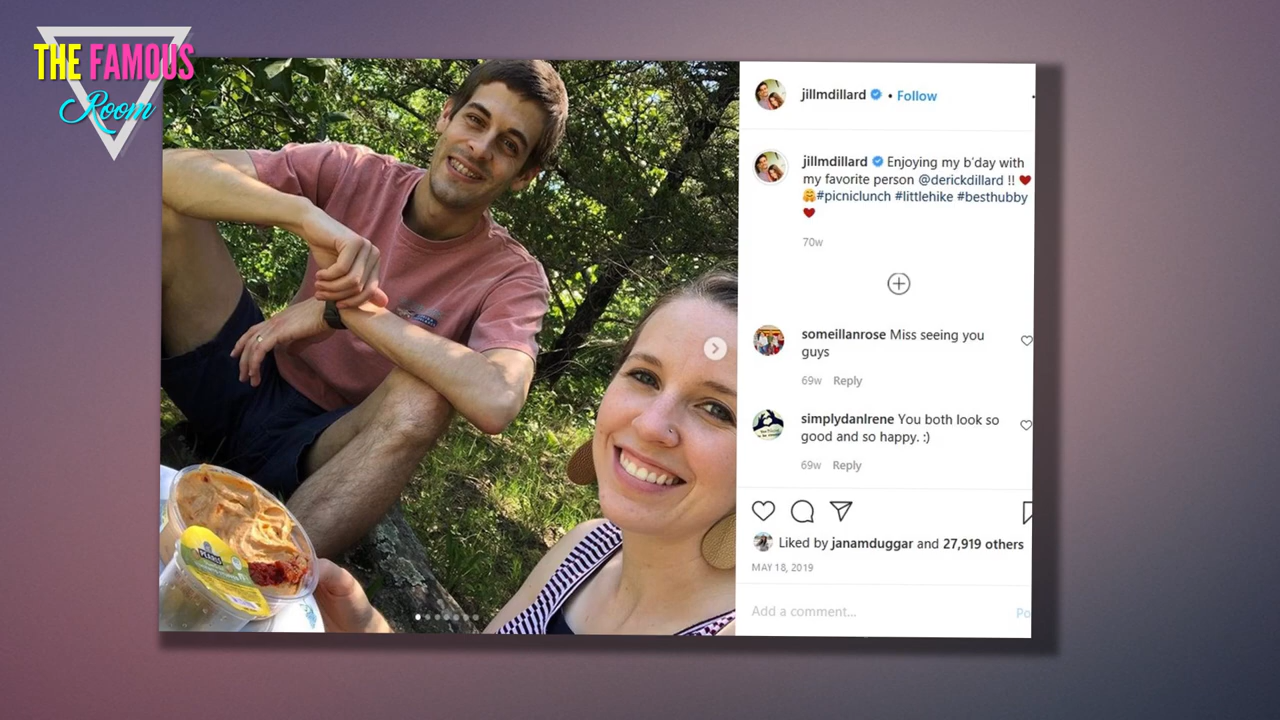 THE FAMOUS
Room
jillmdillard • Follow
jillmdillard Enjoying my b'day with
my favorite person @derickdillard !! ❤
🤗#picniclunch #littlehike #besthubby
❤
70w
someillanrose Miss seeing you
guys
69w Reply
simplydanIrene You both look so
good and so happy. :)
69w Reply
Liked by janamduggar and 27,919 others
MAY 18, 2019
Add a comment... Po